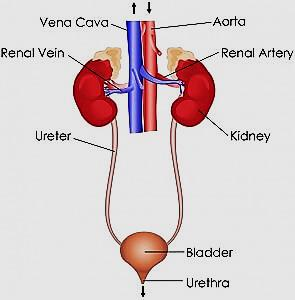 Vena Cava
Aorta
Renal Vein
Renal Artery
Ureter
Kidney
Bladder
Urethra